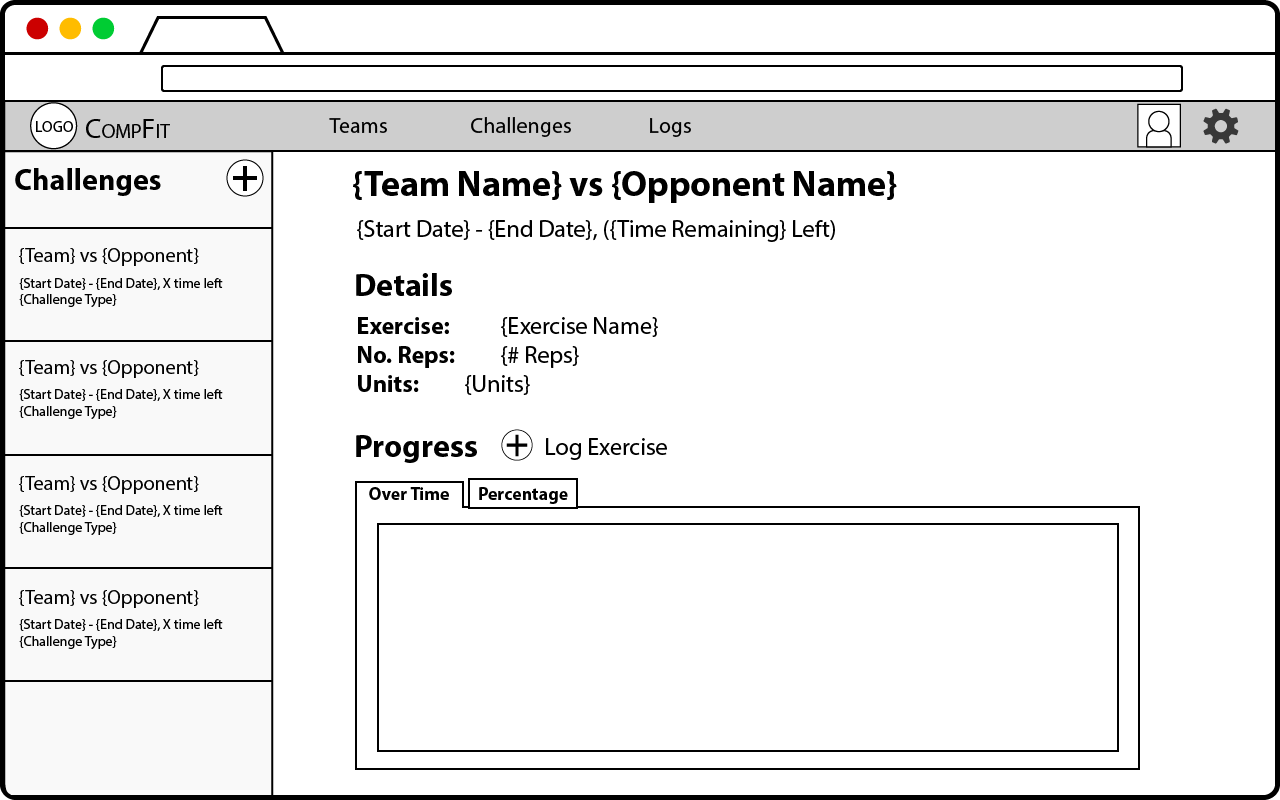 LOGO CompFit Teams Challenges Logs
Challenges
{Team} vs {Opponent}
{Start Date} - {End Date}, X time left
{Challenge Type}
{Team} vs {Opponent}
{Start Date} - {End Date}, X time left
{Challenge Type}
{Team} vs {Opponent}
{Start Date} - {End Date}, X time left
{Challenge Type}
{Team} vs {Opponent}
{Start Date} - {End Date}, X time left
{Challenge Type}
{Team Name} vs {Opponent Name}
{Start Date} - {End Date}, ({Time Remaining} Left)
Details
Exercise: {Exercise Name}
No. Reps: {# Reps}
Units: {Units}
Progress Log Exercise
Over Time Percentage